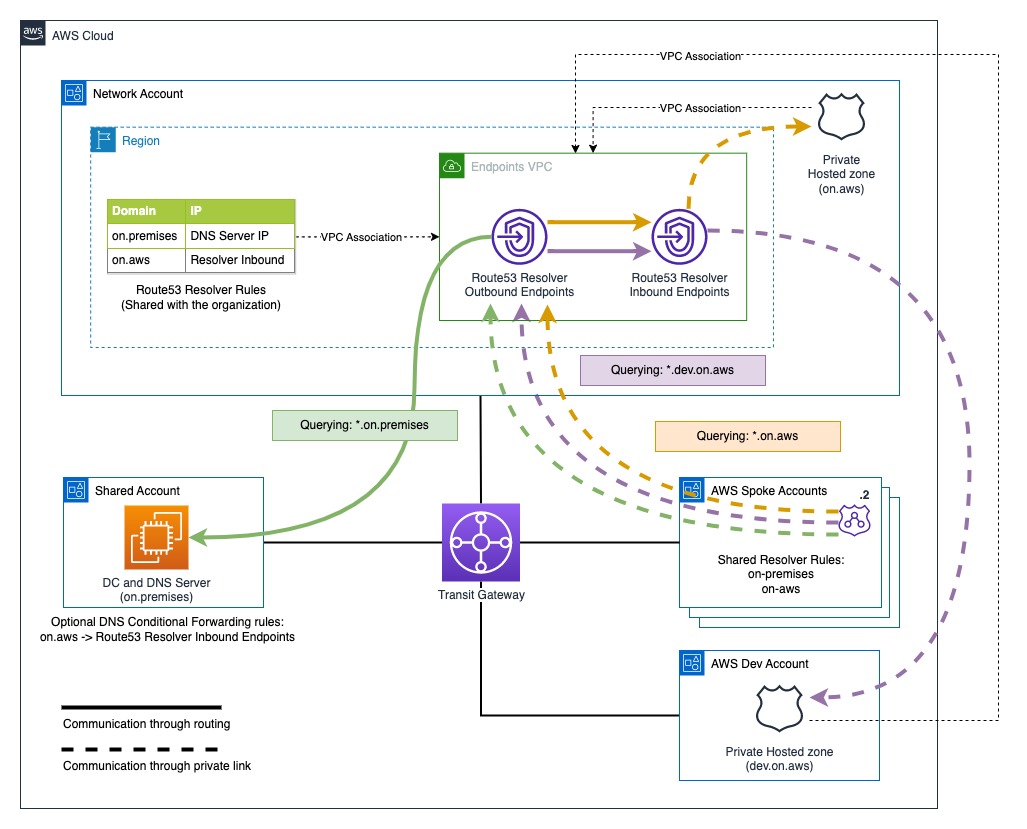 aws
AWS Cloud
VPC Association
Network Account
VPC Association
Region
Endpoints VPC
Private
Hosted zone
(on.aws)
Domain IP
on.premises DNS Server IP
on.aws Resolver Inbound
VPC Association
Route53 Resolver Rules
(Shared with the organization)
Route53 Resolver
Outbound Endpoints
Route53 Resolver
Inbound Endpoints
Querying: *.dev.on.aws
Querying: *.on.premises
Querying: *.on.aws
Shared Account
DC and DNS Server
(on.premises)
Optional DNS Conditional Forwarding rules:
on.aws -> Route53 Resolver Inbound Endpoints
Transit Gateway
AWS Spoke Accounts
.2
Shared Resolver Rules:
on-premises
on-aws
AWS Dev Account
Private Hosted zone
(dev.on.aws)
Communication through routing
Communication through private link